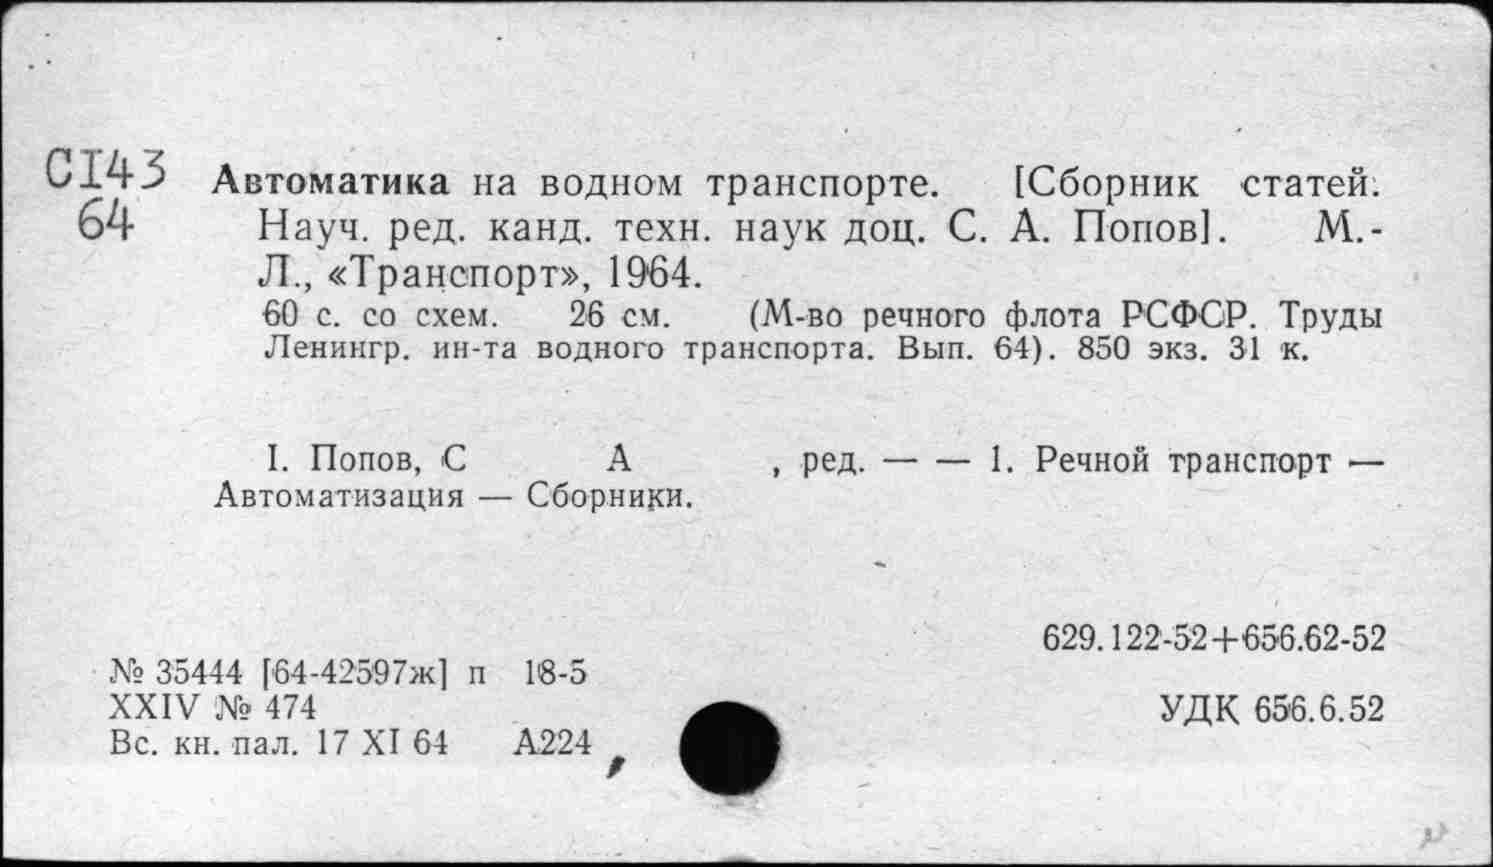 С143
64
Автоматика на водном транспорте. [Сборник статей.
Науч. ред. канд. техн. наук доц. С. А. Попов]. М.-
Л., «Транспорт», 1964.
60 с. со схем. 26 см. (М-во речного флота РСФСР. Труды
Ленингр. ин-та водного транспорта. Вып. 64). 850 экз. 31 к.
I. Попов, С А , ред. — — 1. Речной транспорт —
Автоматизация — Сборники.
629.122-52+656.62-52
№ 35444 [64-42597ж] п 18-5
XXIV № 474
УДК 656.6.52
Вс. кн. пал. 17 XI 64 А224